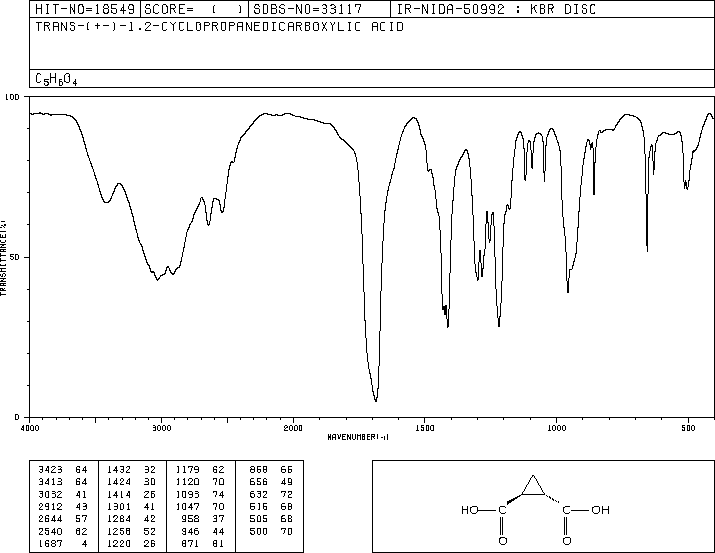 HIT-NO=18549 SCORE= ( ) SDBS-NO=33117 IR-NIDA-50992 : KBR DISC
TRANS-(+-)-1,2-CYCLOPROPANEDICARBOXYLIC ACID
C5H6O4
100
50
0
TRANSMITTANCE(%)
4000 3000 2000 1500 1000 500
WAVENUMBER(-1)
3423 64 1432 32 1179 62 868 66
3413 64 1424 30 1120 70 656 49
3032 41 1414 26 1093 74 632 72
2912 43 1301 41 1047 70 516 68
2644 57 1284 42 958 37 505 68
2540 62 1258 52 946 44 500 70
1687 4 1220 26 871 81
HO OH
C C
O O